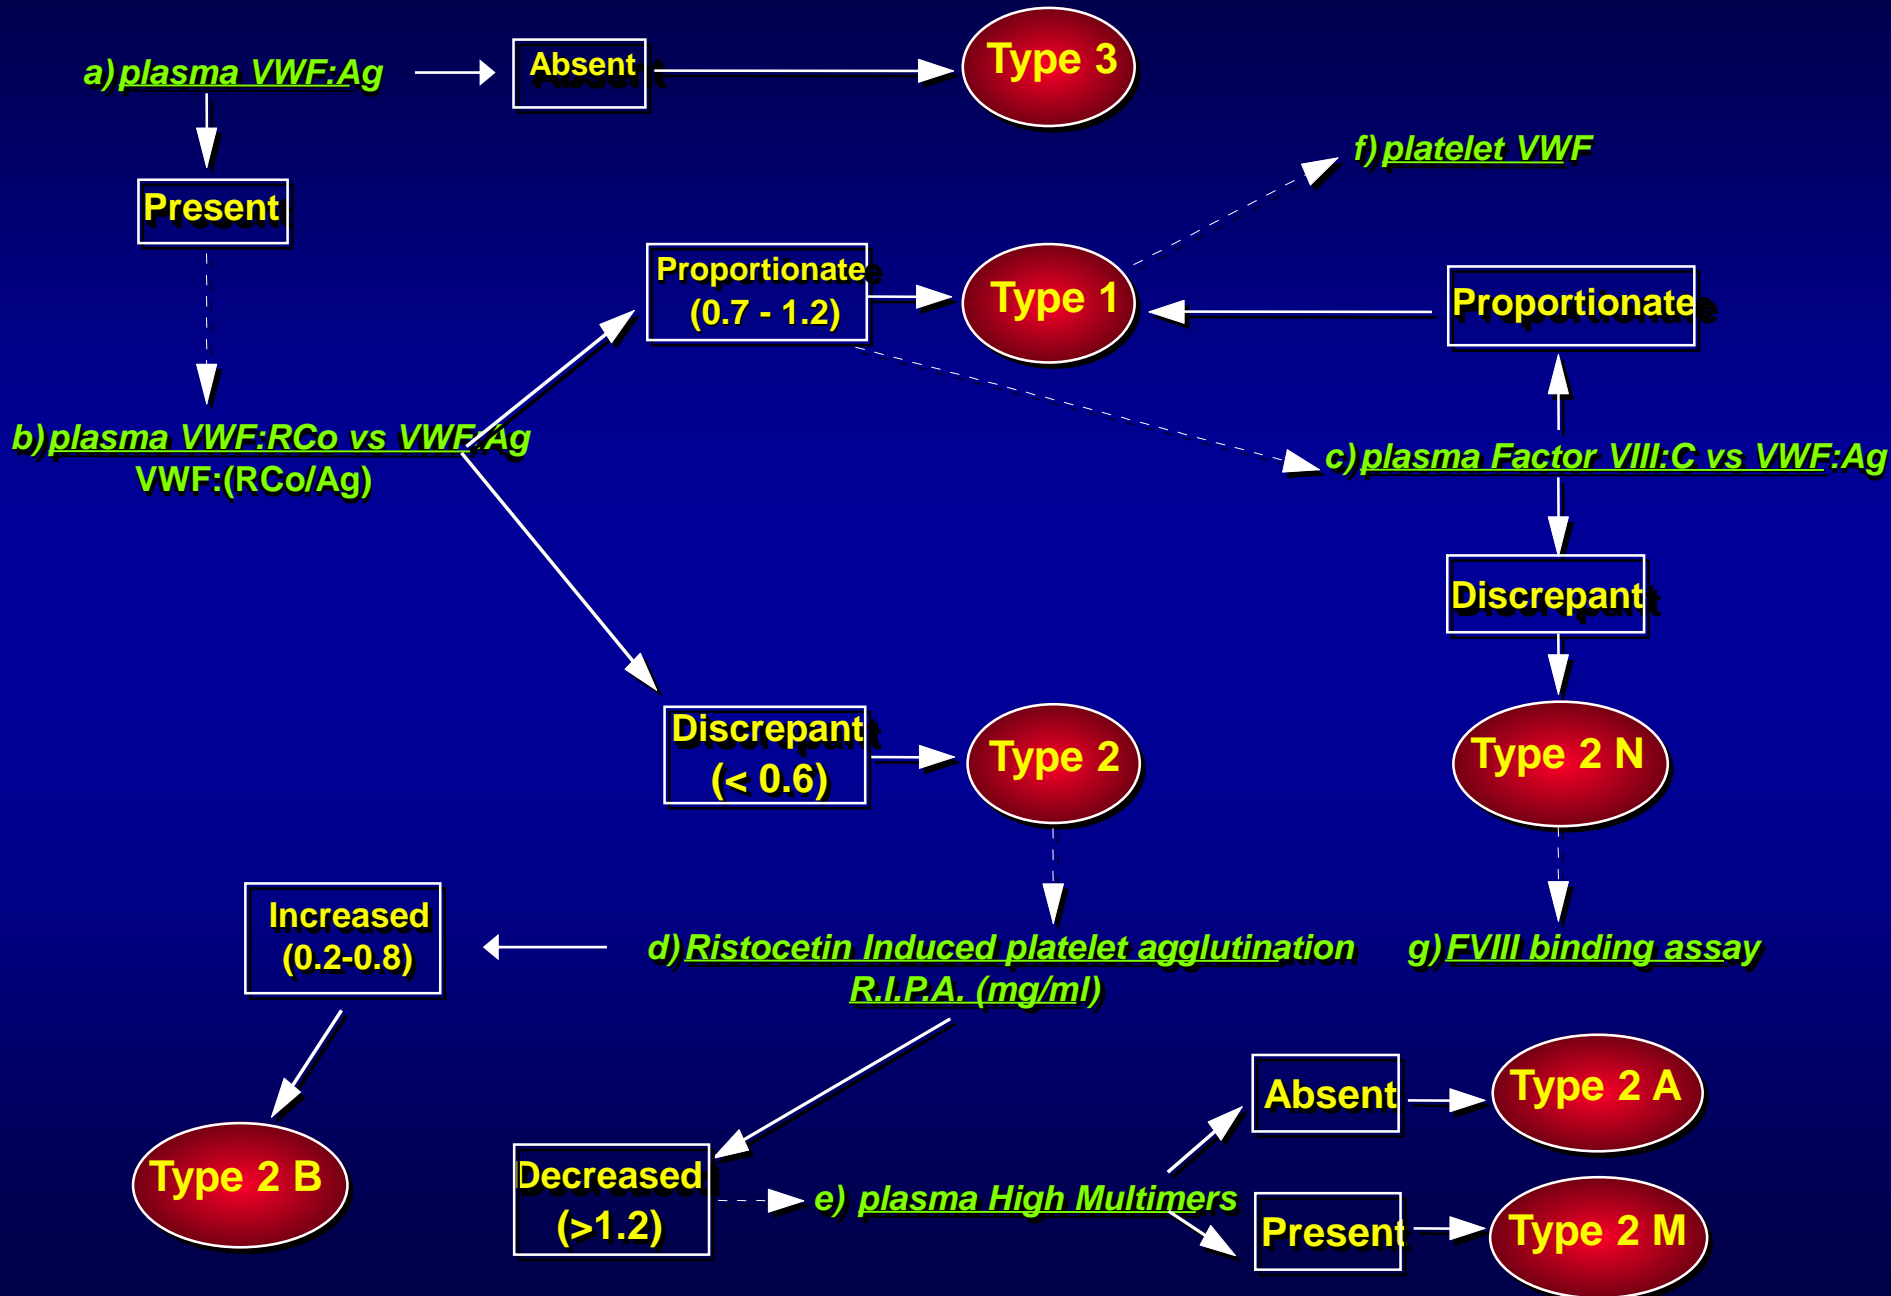 a) plasma VWF:Ag
Absent
Type 3
f) platelet VWF
Present
Proportionate
(0.7 - 1.2)
Type 1
Proportionate
b) plasma VWF:RCo vs VWF:Ag
VWF:(RCo/Ag)
c) plasma Factor VIII:C vs VWF:Ag
Discrepant
Discrepant
(< 0.6)
Type 2
Type 2 N
Increased
(0.2-0.8)
d) Ristocetin Induced platelet agglutination
R.I.P.A. (mg/ml)
g) FVIII binding assay
Absent
Type 2 A
Type 2 B
Decreased
(>1.2)
e) plasma High Multimers
Present
Type 2 M